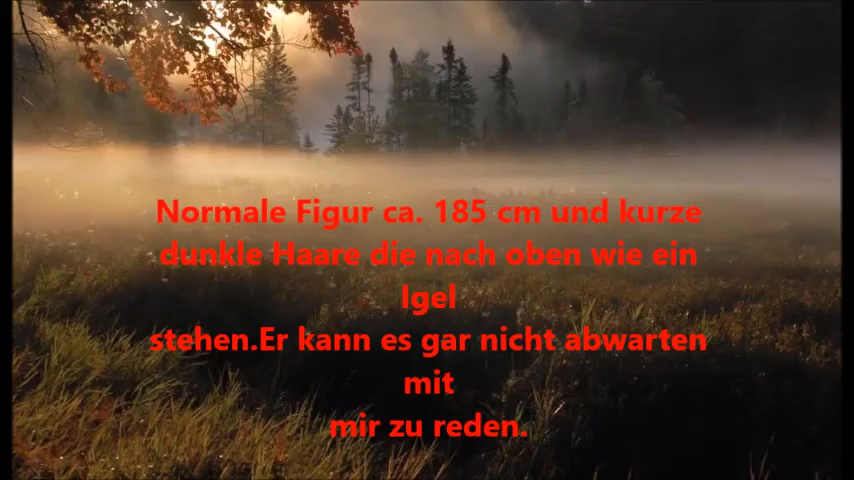 Normale Figur ca. 185 cm und kurze
dunkle Haare die nach oben wie ein
Igel
stehen.Er kann es gar nicht abwarten
mit
mir zu reden.